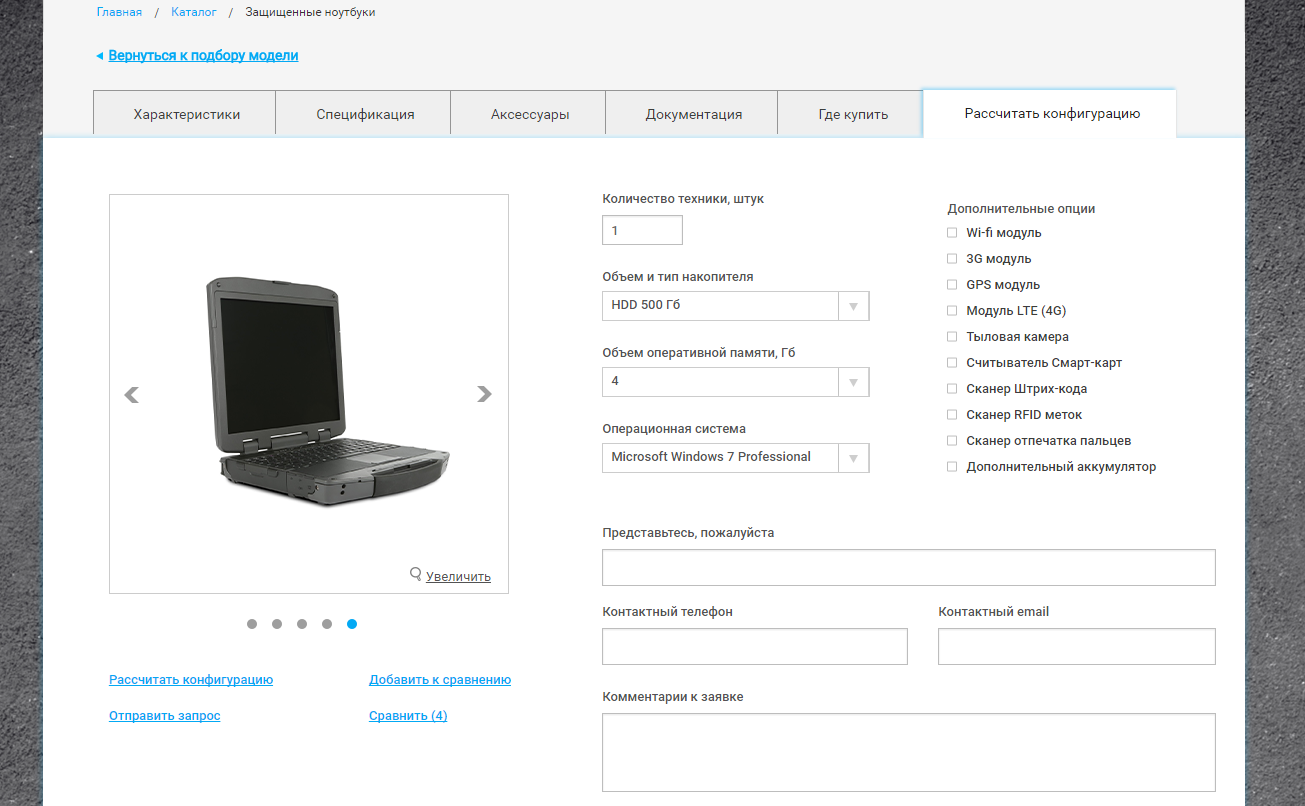 Главная / Каталог / Защищенные ноутбуки
Вернуться к подбору модели
Характеристики
Спецификация
Аксессуары
Документация
Где купить
Рассчитать конфигурацию
Увеличить
Рассчитать конфигурацию
Добавить к сравнению
Отправить запрос
Сравнить (4)
Количество техники, штук
1
Объем и тип накопителя
HDD 500 Гб
Объем оперативной памяти, Гб
4
Операционная система
Microsoft Windows 7 Professional
Дополнительные опции
Wi-fi модуль
3G модуль
GPS модуль
Модуль LTE (4G)
Тыловая камера
Считыватель Смарт-карт
Сканер Штрих-кода
Сканер RFID меток
Сканер отпечатка пальцев
Дополнительный аккумулятор
Представьтесь, пожалуйста
Контактный телефон
Контактный email
Комментарии к заявке